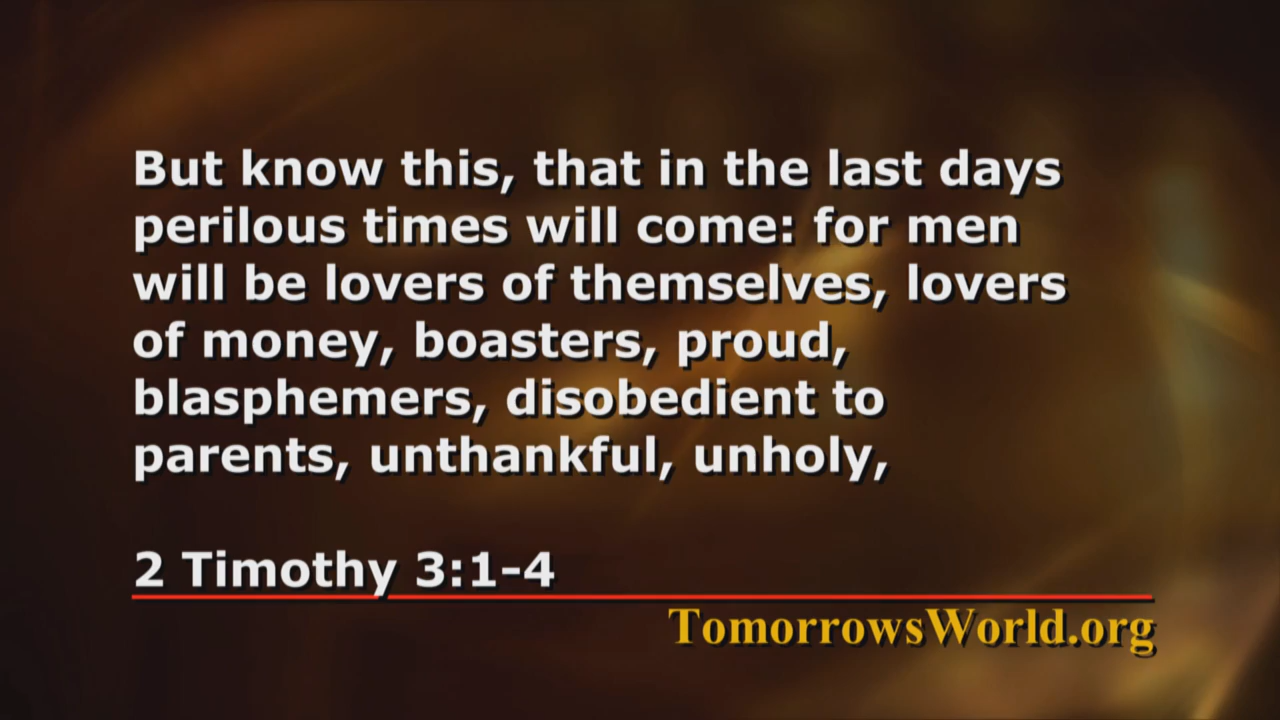 But know this, that in the last days
perilous times will come: for men
will be lovers of themselves, lovers
of money, boasters, proud,
blasphemers, disobedient to
parents, unthankful, unholy,
2 Timothy 3:1-4
TomorrowsWorld.org